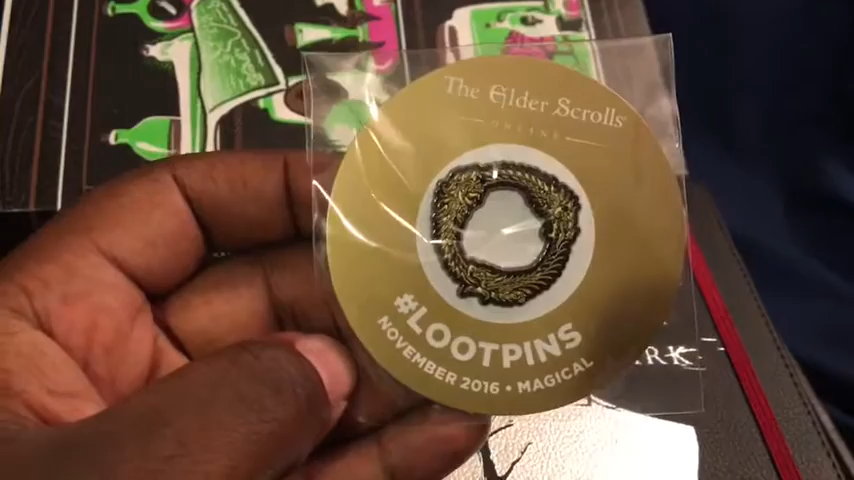 The Elder Scrolls
ONLINE
#LOOTPINS
NOVEMBER 2016 • MAGICAL